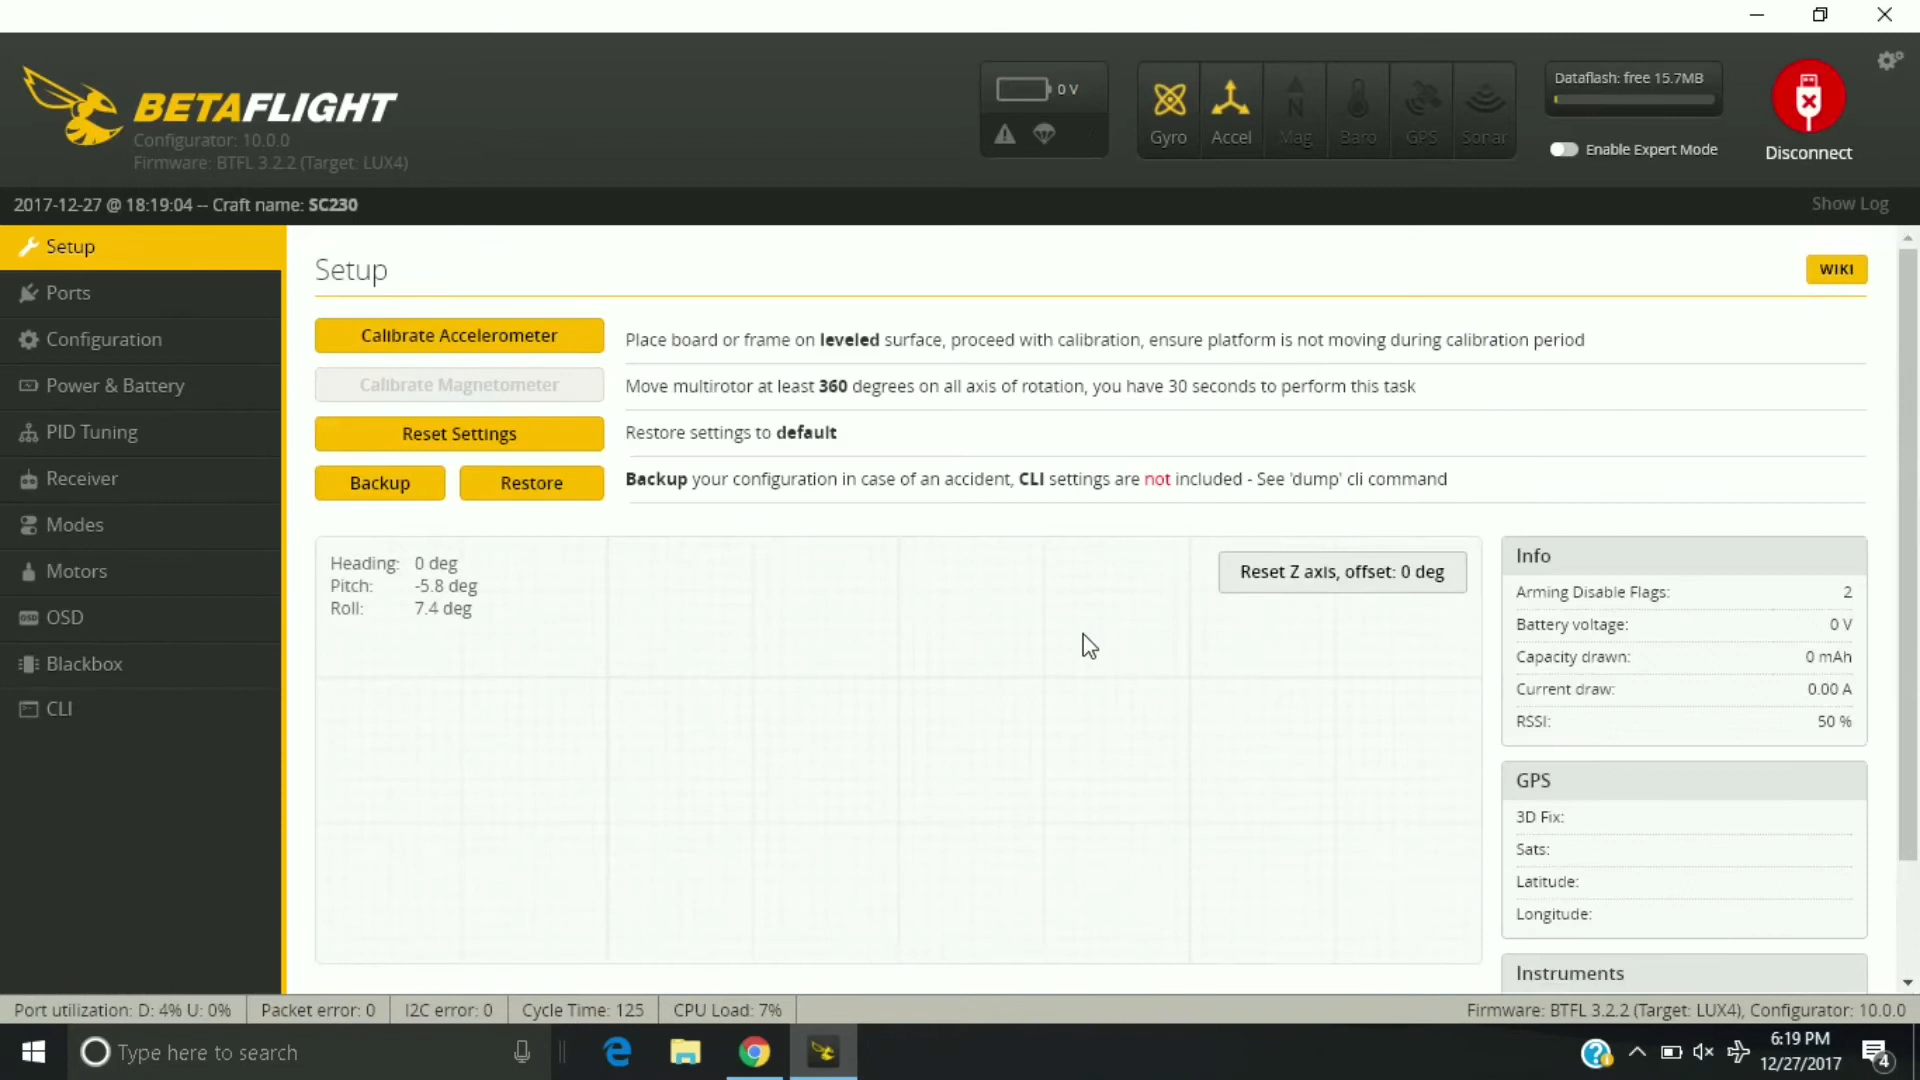 BETAFLIGHT
Configurator: 10.0.0
Firmware: BTFL 3.2.2 (Target: LUX4)
0 V
Gyro Accel Mag Baro GPS Sonar
Dataflash: free 15.7MB
Enable Expert Mode
Disconnect
2017-12-27 @ 18:19:04 -- Craft name: SC230
Show Log
Setup
Ports
Configuration
Power & Battery
PID Tuning
Receiver
Modes
Motors
OSD
Blackbox
CLI
Setup
WIKI
Calibrate Accelerometer
Place board or frame on leveled surface, proceed with calibration, ensure platform is not moving during calibration period
Calibrate Magnetometer
Move multirotor at least 360 degrees on all axis of rotation, you have 30 seconds to perform this task
Reset Settings
Restore settings to default
Backup
Restore
Backup your configuration in case of an accident, CLI settings are not included - See 'dump' cli command
Heading: 0 deg
Pitch: -5.8 deg
Roll: 7.4 deg
Reset Z axis, offset: 0 deg
Info
Arming Disable Flags: 2
Battery voltage: 0 V
Capacity drawn: 0 mAh
Current draw: 0.00 A
RSSI: 50 %
GPS
3D Fix:
Sats:
Latitude:
Longitude:
Instruments
Port utilization: D: 4% U: 0%
Packet error: 0
I2C error: 0
Cycle Time: 125
CPU Load: 7%
Firmware: BTFL 3.2.2 (Target: LUX4), Configurator: 10.0.0
Type here to search
6:19 PM
12/27/2017
4